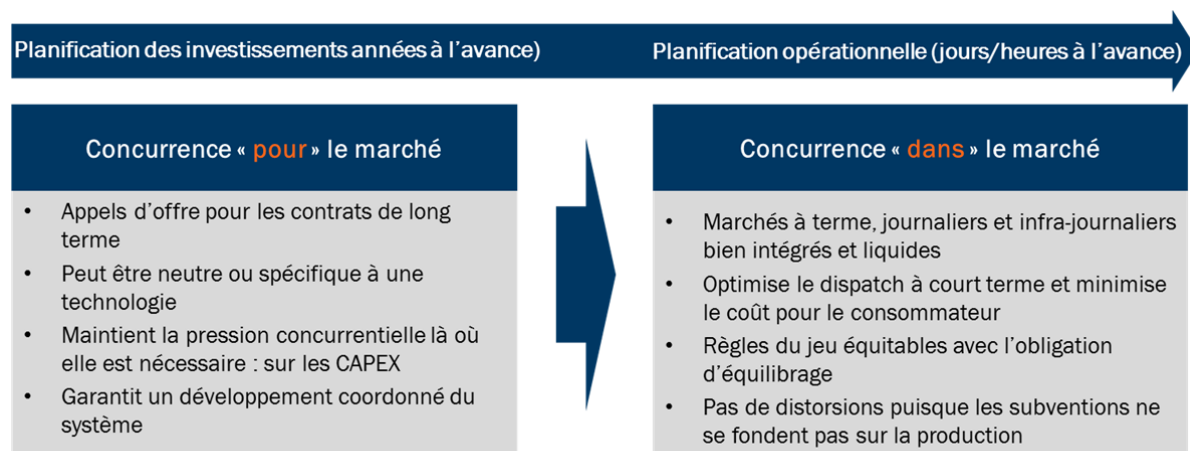 Planification des investissements années à l'avance)
Planification opérationnelle (jours/heures à l'avance)
Concurrence « pour » le marché
• Appels d'offre pour les contrats de long
terme
• Peut être neutre ou spécifique à une
technologie
• Maintient la pression concurrentielle là où
elle est nécessaire : sur les CAPEX
• Garantit un développement coordonné du
système
Concurrence « dans » le marché
• Marchés à terme, journaliers et infra-journaliers
bien intégrés et liquides
• Optimise le dispatch à court terme et minimise
le coût pour le consommateur
• Règles du jeu équitables avec l'obligation
d'équilibrage
• Pas de distorsions puisque les subventions ne
se fondent pas sur la production